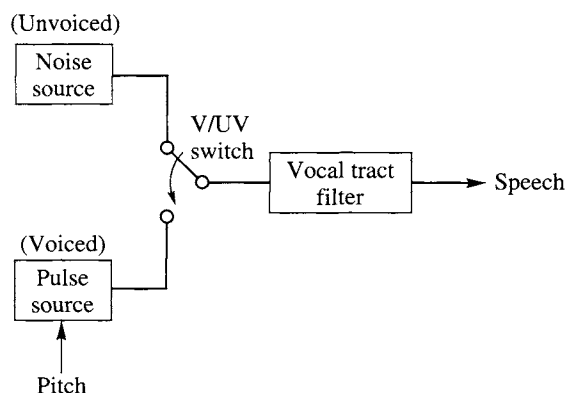 (Unvoiced)
Noise
source
V/UV
switch
Vocal tract
filter
Speech
(Voiced)
Pulse
source
Pitch